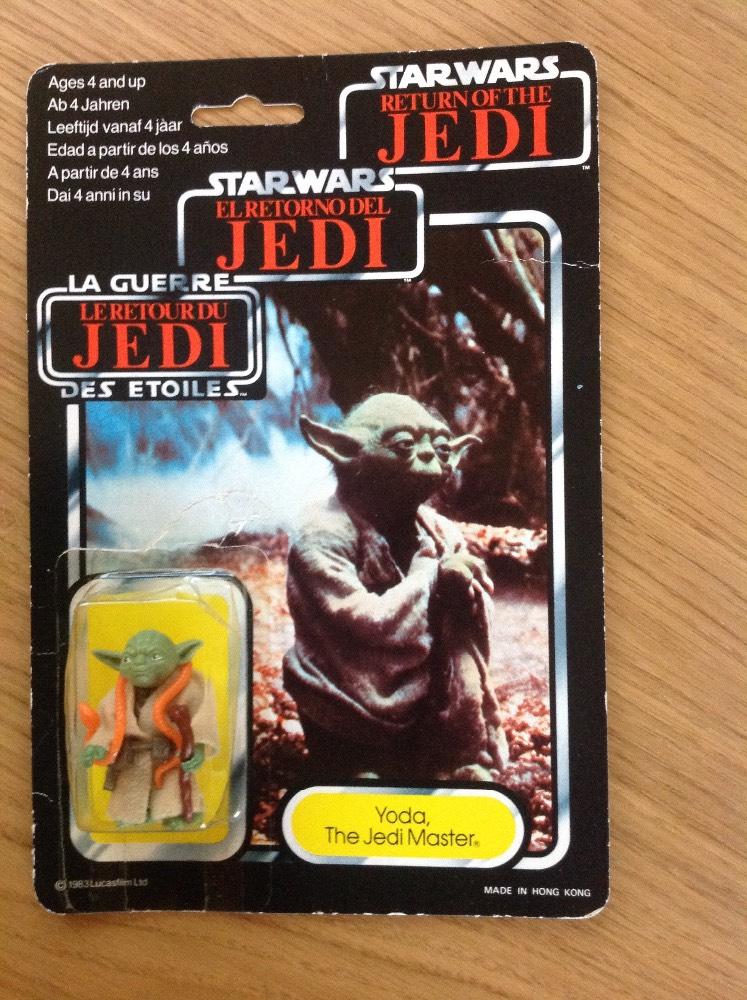 Ages 4 and up
Ab 4 Jahren
Leeftijd vanaf 4 jàar
Edad a partir de los 4 años
A partir de 4 ans
Dai 4 anni in su
STAR WARS
RETURN OF THE
JEDI
TM
STAR WARS
EL RETORNO DEL
JEDI
TM
LA GUERRE
LE RETOUR DU
JEDI
DES ETOILES
TM
Yoda,
The Jedi Master®
© 1983 Lucasfilm Ltd
MADE IN HONG KONG